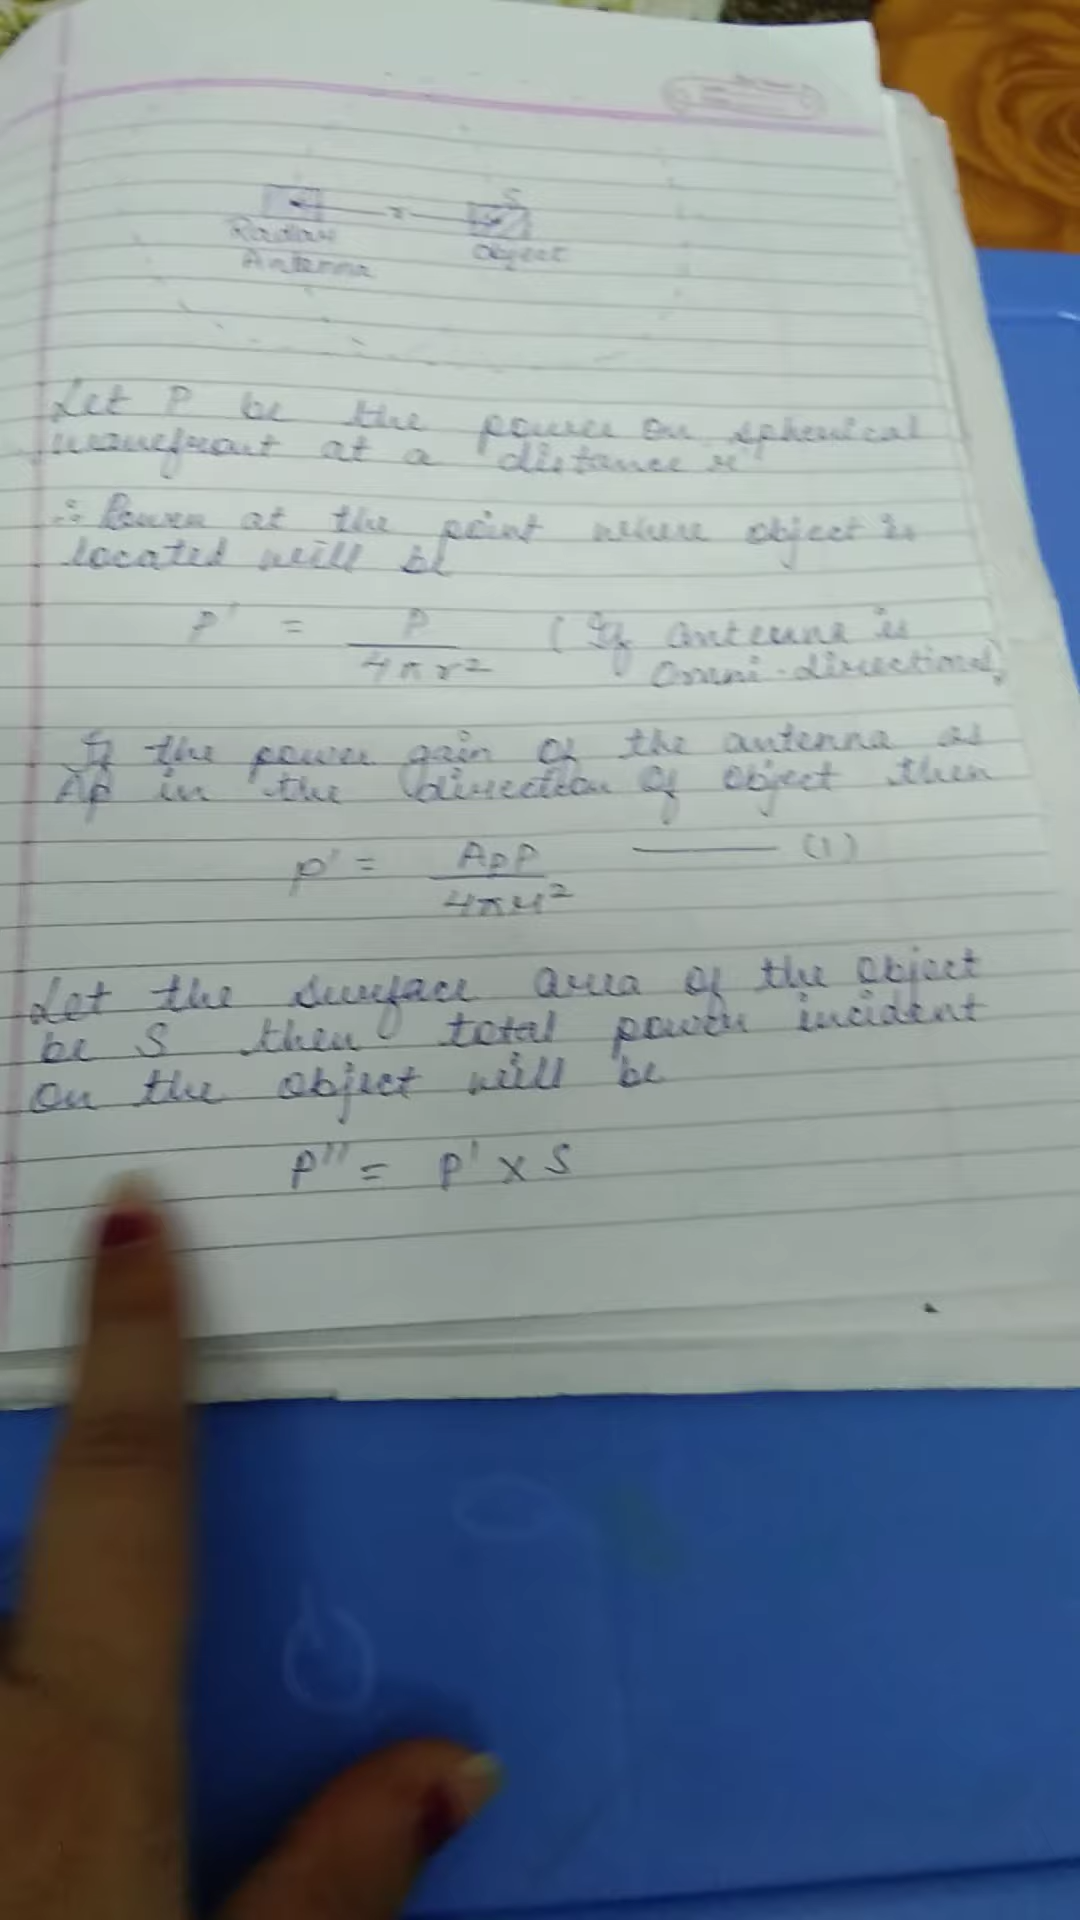 r
S
Radar
Antenna
Object
Let P be the power on spherical
wavefront at a distance 'r'
∴ Power at the point where object is
located will be
P' = P / 4πr² (If antenna is
Omni-directional)
If the power gain of the antenna is
Ap in the direction of object then
P' = ApP / 4πr² ——— (1)
Let the surface area of the object
be S then total power incident
on the object will be
P'' = P' × S